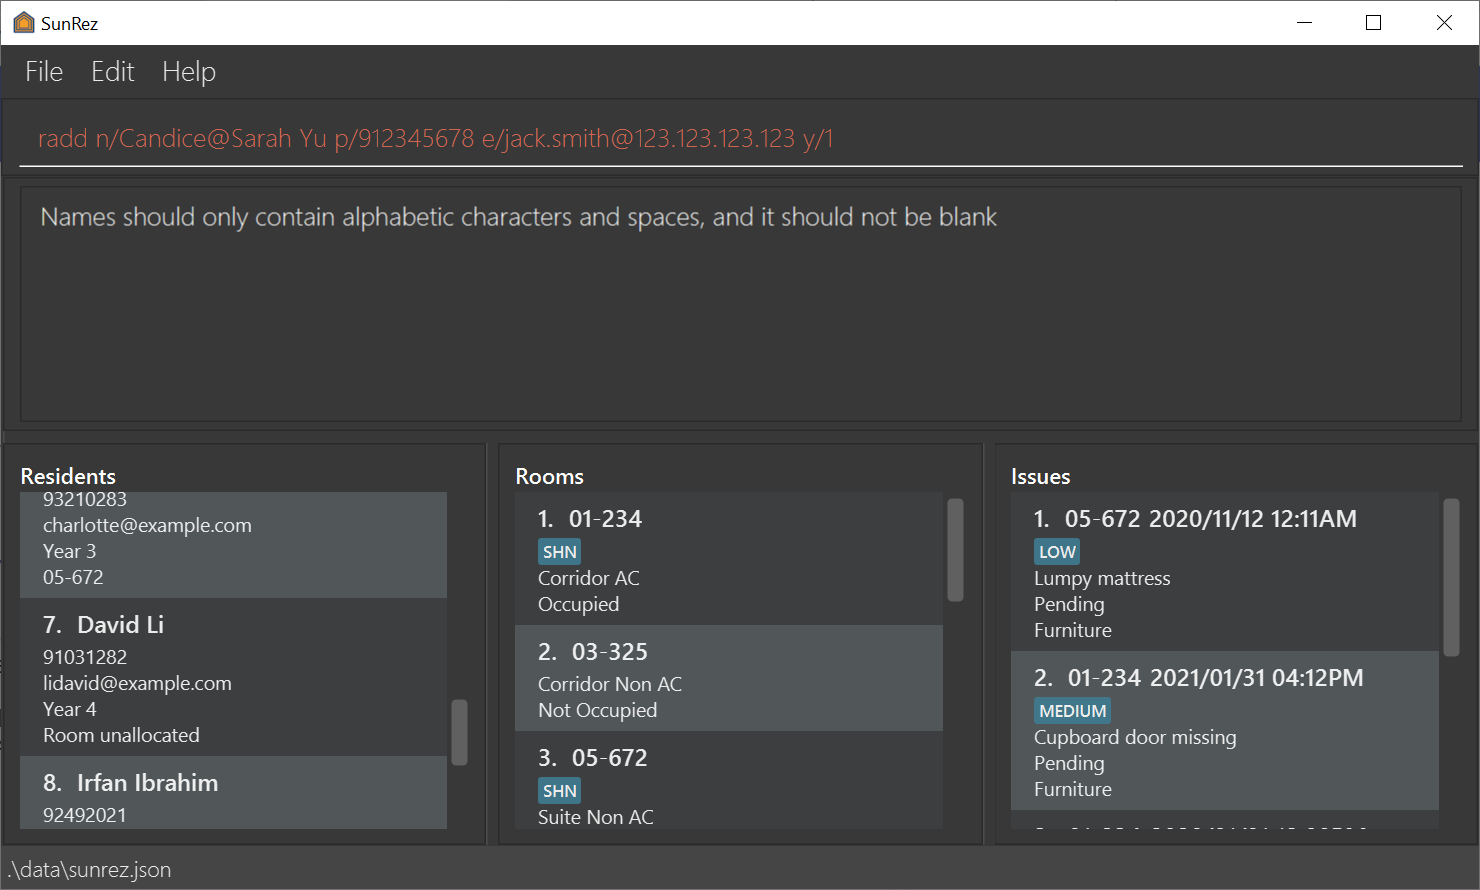 SunRez
File Edit Help
radd n/Candice@Sarah Yu p/912345678 e/jack.smith@123.123.123.123 y/1
Names should only contain alphabetic characters and spaces, and it should not be blank
Residents
93210283
charlotte@example.com
Year 3
05-672
7. David Li
91031282
lidavid@example.com
Year 4
Room unallocated
8. Irfan Ibrahim
92492021
Rooms
1. 01-234
SHN
Corridor AC
Occupied
2. 03-325
Corridor Non AC
Not Occupied
3. 05-672
SHN
Suite Non AC
Issues
1. 05-672 2020/11/12 12:11AM
LOW
Lumpy mattress
Pending
Furniture
2. 01-234 2021/01/31 04:12PM
MEDIUM
Cupboard door missing
Pending
Furniture
.\data\sunrez.json